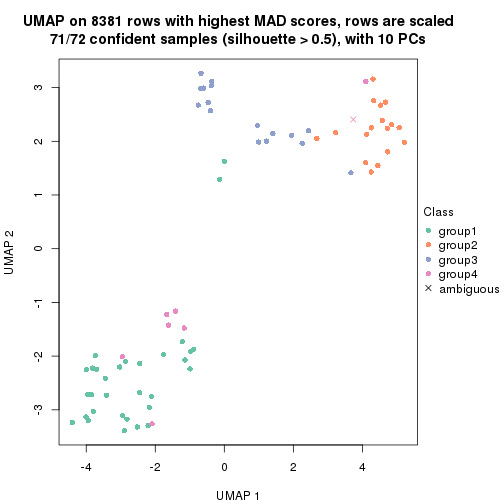 UMAP on 8381 rows with highest MAD scores, rows are scaled
71/72 confident samples (silhouette > 0.5), with 10 PCs
3
2
1
0
-1
-2
-3
UMAP 2
-4
-2
0
2
4
UMAP 1
Class
group1
group2
group3
group4
ambiguous